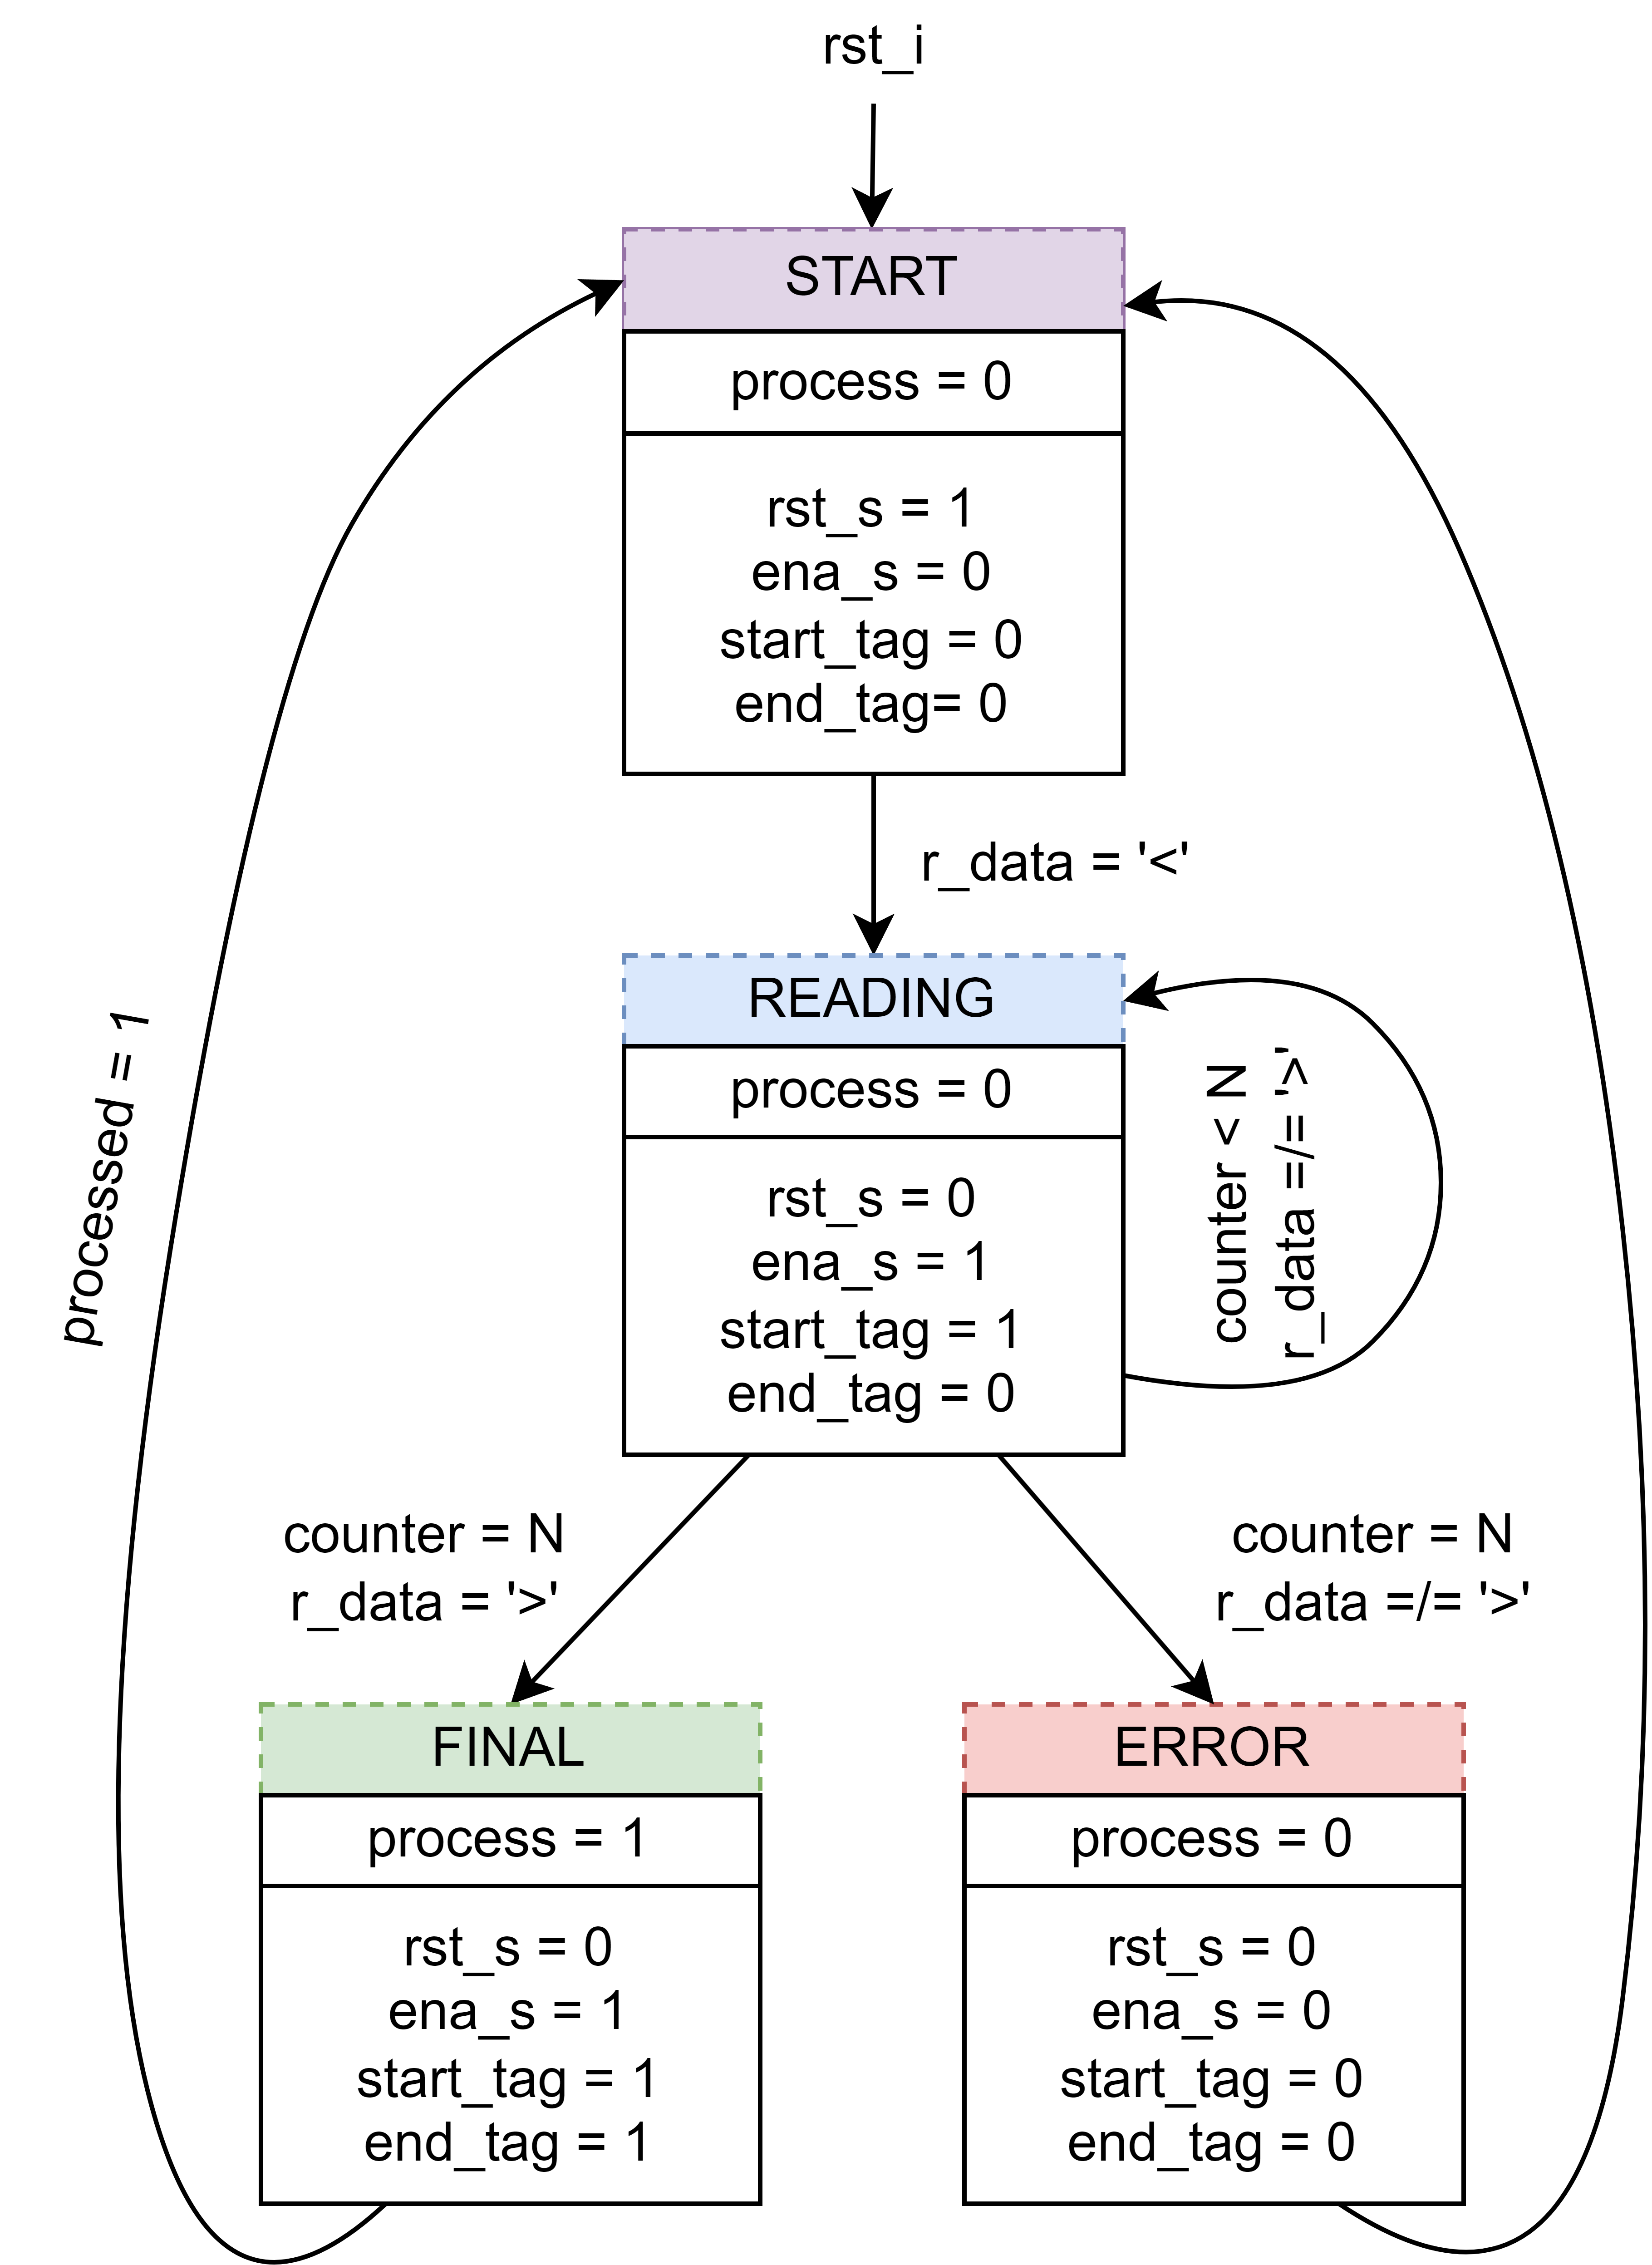 rst_i
START
process = 0
rst_s = 1
ena_s = 0
start_tag = 0
end_tag= 0
r_data = '<'
READING
process = 0
rst_s = 0
ena_s = 1
start_tag = 1
end_tag = 0
counter < N
r_data =/= '>'
processed = 1
counter = N
r_data = '>'
counter = N
r_data =/= '>'
FINAL
process = 1
rst_s = 0
ena_s = 1
start_tag = 1
end_tag = 1
ERROR
process = 0
rst_s = 0
ena_s = 0
start_tag = 0
end_tag = 0